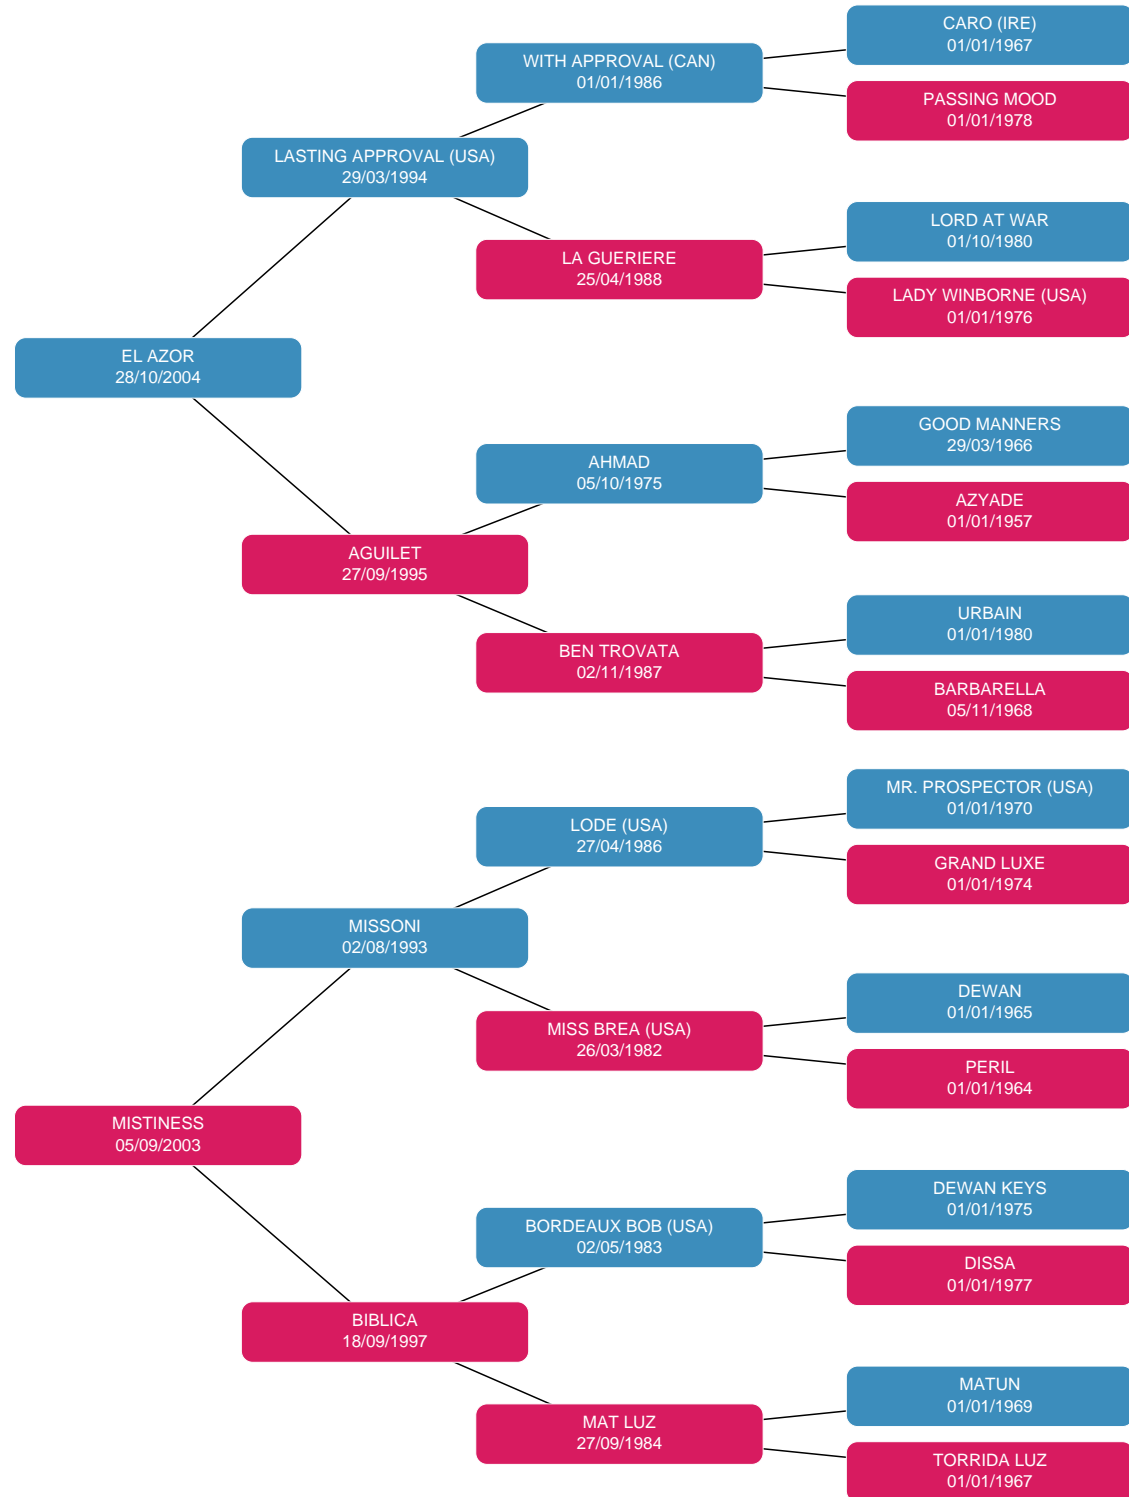 CARO (IRE)
01/01/1967
WITH APPROVAL (CAN)
01/01/1986
PASSING MOOD
01/01/1978
LASTING APPROVAL (USA)
29/03/1994
LORD AT WAR
01/10/1980
LA GUERIERE
25/04/1988
LADY WINBORNE (USA)
01/01/1976
EL AZOR
28/10/2004
GOOD MANNERS
29/03/1966
AHMAD
05/10/1975
AZYADE
01/01/1957
AGUILET
27/09/1995
URBAIN
01/01/1980
BEN TROVATA
02/11/1987
BARBARELLA
05/11/1968
MR. PROSPECTOR (USA)
01/01/1970
LODE (USA)
27/04/1986
GRAND LUXE
01/01/1974
MISSONI
02/08/1993
DEWAN
01/01/1965
MISS BREA (USA)
26/03/1982
PERIL
01/01/1964
MISTINESS
05/09/2003
DEWAN KEYS
01/01/1975
BORDEAUX BOB (USA)
02/05/1983
DISSA
01/01/1977
BIBLICA
18/09/1997
MATUN
01/01/1969
MAT LUZ
27/09/1984
TORRIDA LUZ
01/01/1967